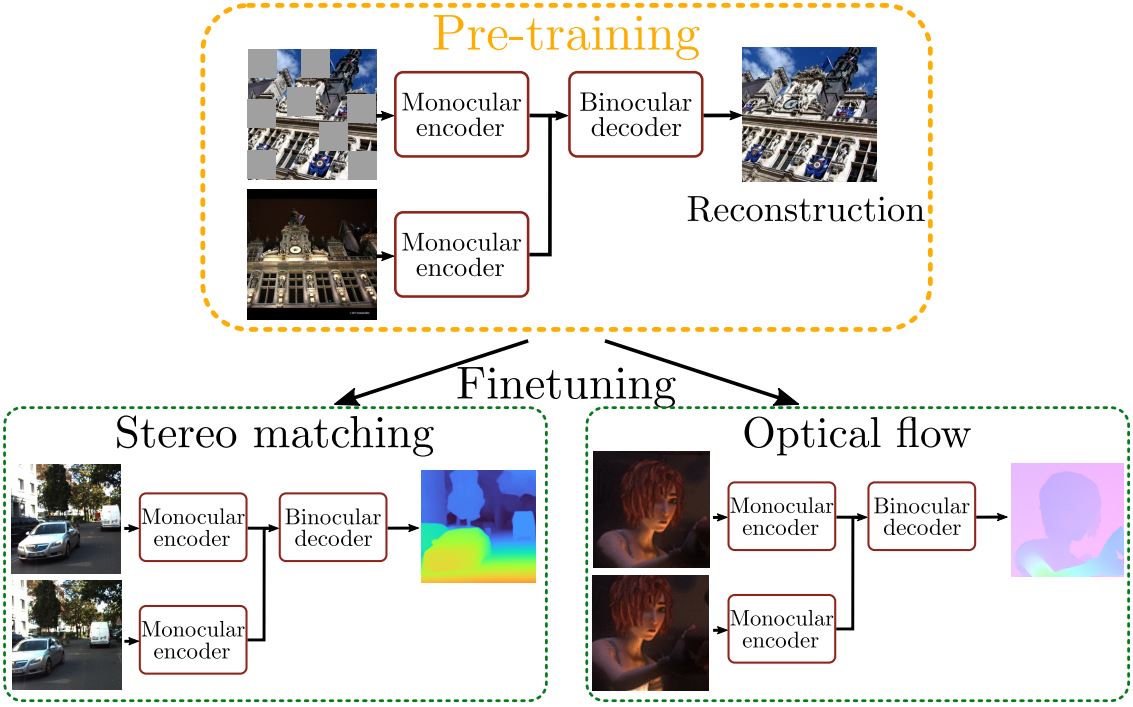 Pre-training
Monocular
encoder
Binocular
decoder
Reconstruction
Monocular
encoder
Finetuning
Stereo matching
Monocular
encoder
Binocular
decoder
Monocular
encoder
Optical flow
Monocular
encoder
Binocular
decoder
Monocular
encoder